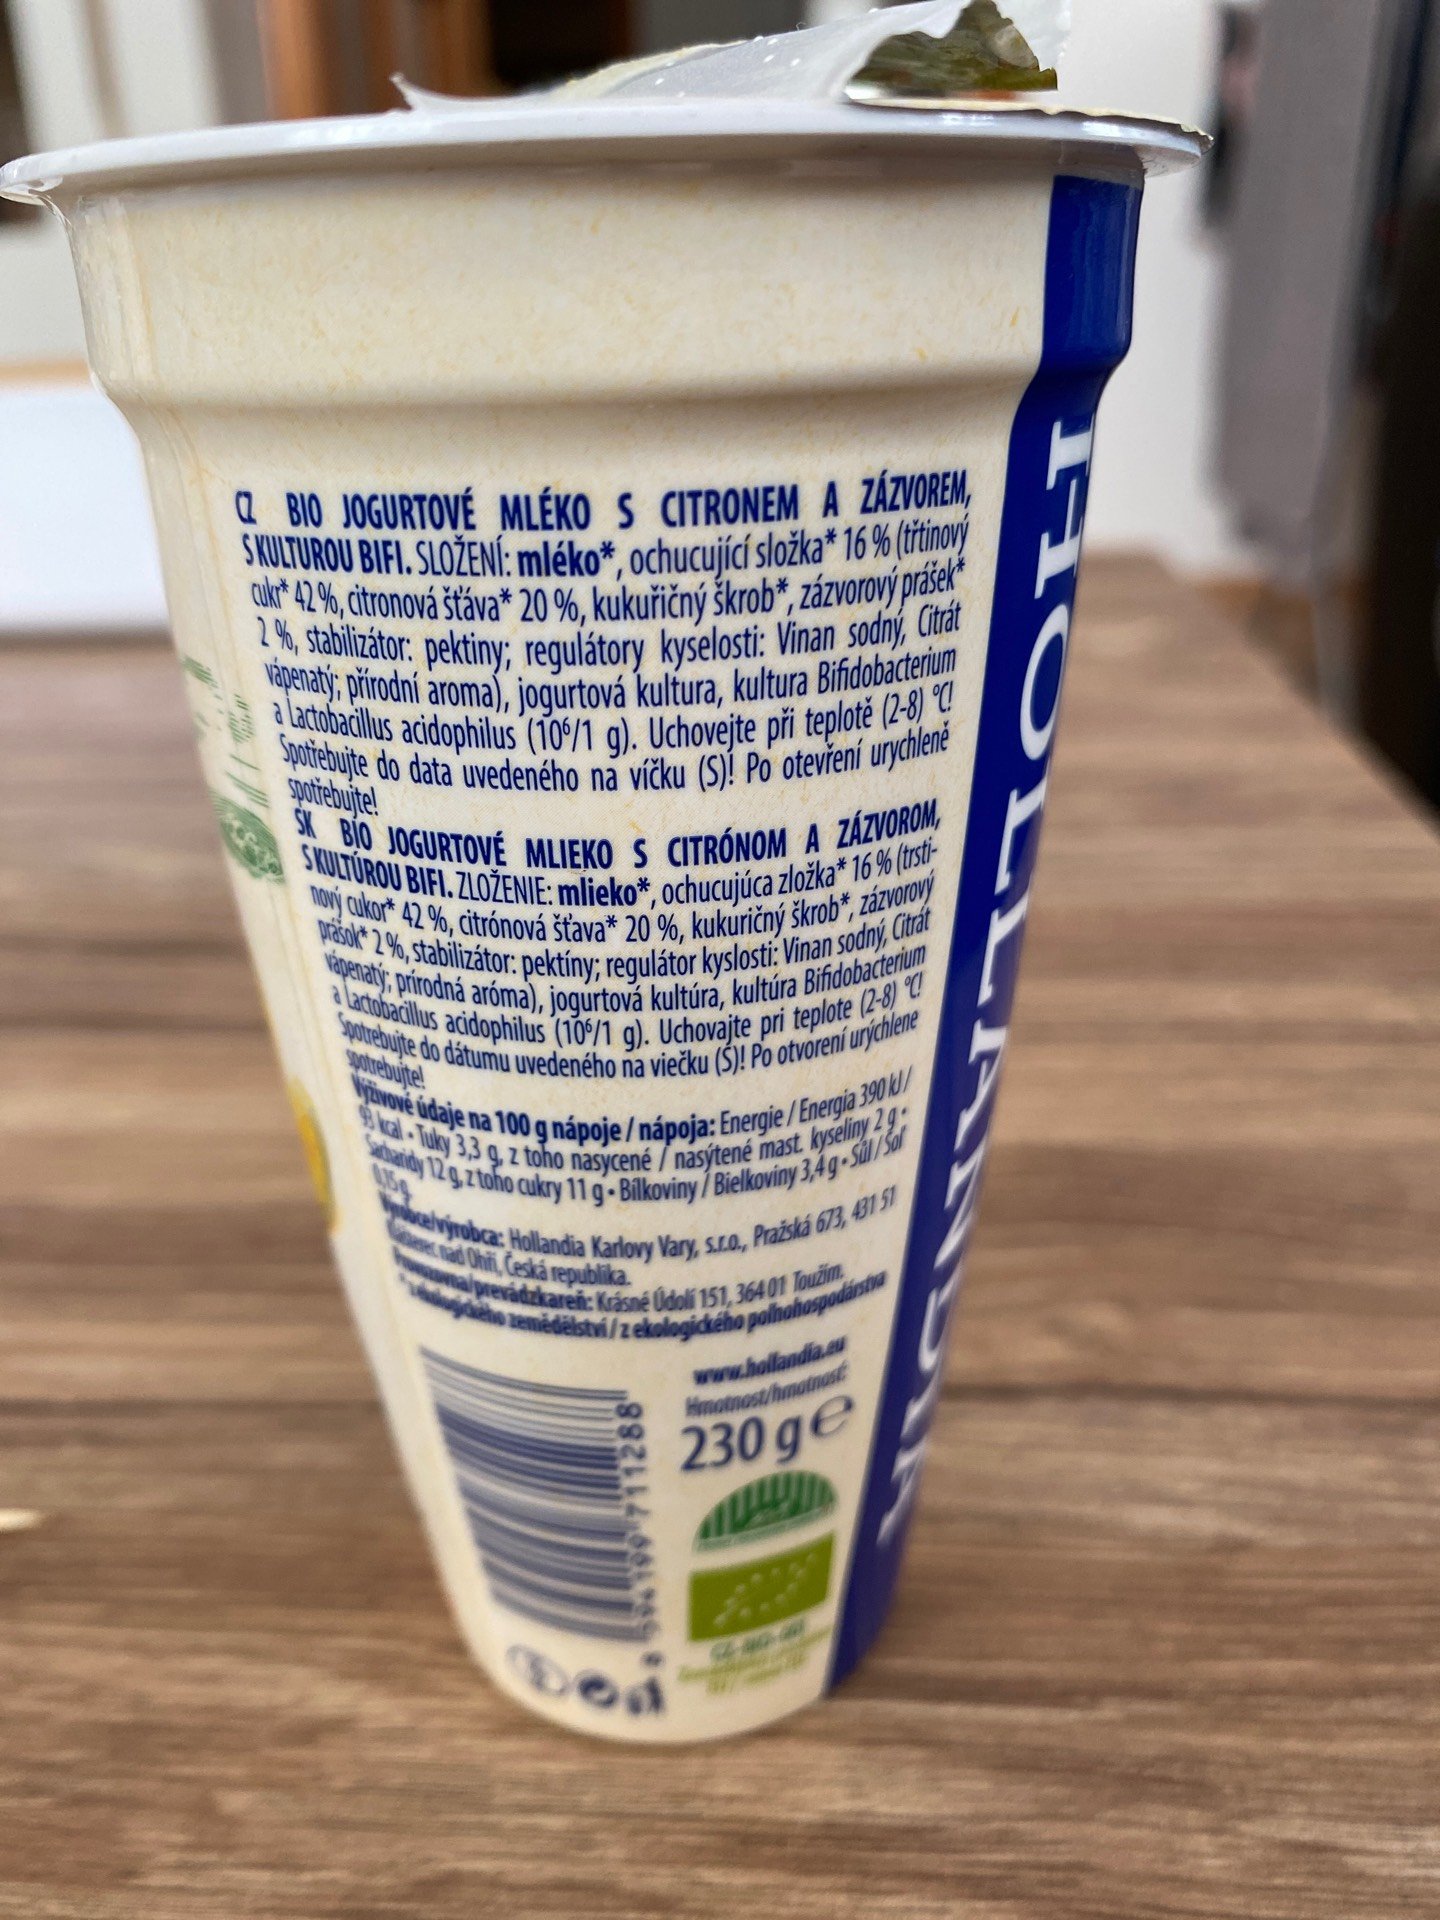 CZ BIO JOGURTOVÉ MLÉKO S CITRONEM A ZÁZVOREM,
S KULTUROU BIFI. SLOŽENÍ: mléko*, ochucující složka* 16 % (třtinový
cukr* 42 %, citronová šťáva* 20 %, kukuřičný škrob*, zázvorový prášek*
2 %, stabilizátor: pektiny; regulátory kyselosti: Vinan sodný, Citrát
vápenatý; přírodní aroma), jogurtová kultura, kultura Bifidobacterium
a Lactobacillus acidophilus (10⁶/1 g). Uchovejte při teplotě (2-8) °C!
Spotřebujte do data uvedeného na víčku (S)! Po otevření urychleně
spotřebujte!
SK BIO JOGURTOVÉ MLIEKO S CITRÓNOM A ZÁZVOROM,
S KULTÚROU BIFI. ZLOŽENIE: mlieko*, ochucujúca zložka* 16 % (trsti-
nový cukor* 42 %, citrónová šťava* 20 %, kukuričný škrob*, zázvorový
prášok* 2 %, stabilizátor: pektíny; regulátor kyslosti: Vinan sodný, Citrát
vápenatý; prírodná aróma), jogurtová kultúra, kultúra Bifidobacterium
a Lactobacillus acidophilus (10⁶/1 g). Uchovajte pri teplote (2-8) °C!
Spotrebujte do dátumu uvedeného na viečku (S)! Po otvorení urýchlene
spotrebujte!
Výživové údaje na 100 g nápoje / nápoja: Energie / Energia 390 kJ /
93 kcal • Tuky 3,3 g, z toho nasycené / nasýtené mast. kyseliny 2 g •
Sacharidy 12 g, z toho cukry 11 g • Bílkoviny / Bielkoviny 3,4 g • Sůl / Soľ
0,15 g.
Výrobce/výrobca: Hollandia Karlovy Vary, s.r.o., Pražská 673, 431 51
Klášterec nad Ohří, Česká republika.
Provozovna/prevádzkareň: Krásné Údolí 151, 364 01 Toužim.
* z ekologického zemědělství / z ekologického poľnohospodárstva
www.hollandia.eu
Hmotnost/hmotnosť:
230 g e
8 594199 711288
HOLLANDIA